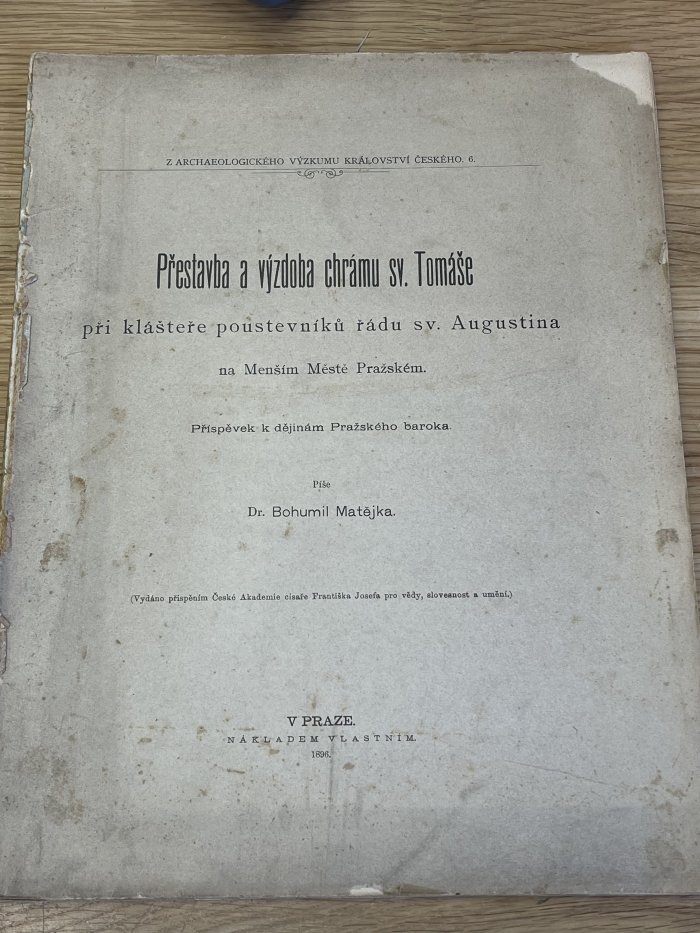 Z ARCHAEOLOGICKÉHO VÝZKUMU KRÁLOVSTVÍ ČESKÉHO. 6.
Přestavba a výzdoba chrámu sv. Tomáše
při klášteře poustevníků řádu sv. Augustina
na Menším Městě Pražském.
Příspěvek k dějinám Pražského baroka.
Píše
Dr. Bohumil Matějka.
(Vydáno přispěním České Akademie císaře Františka Josefa pro vědy, slovesnost a umění.)
V PRAZE.
NÁKLADEM VLASTNÍM.
1896.